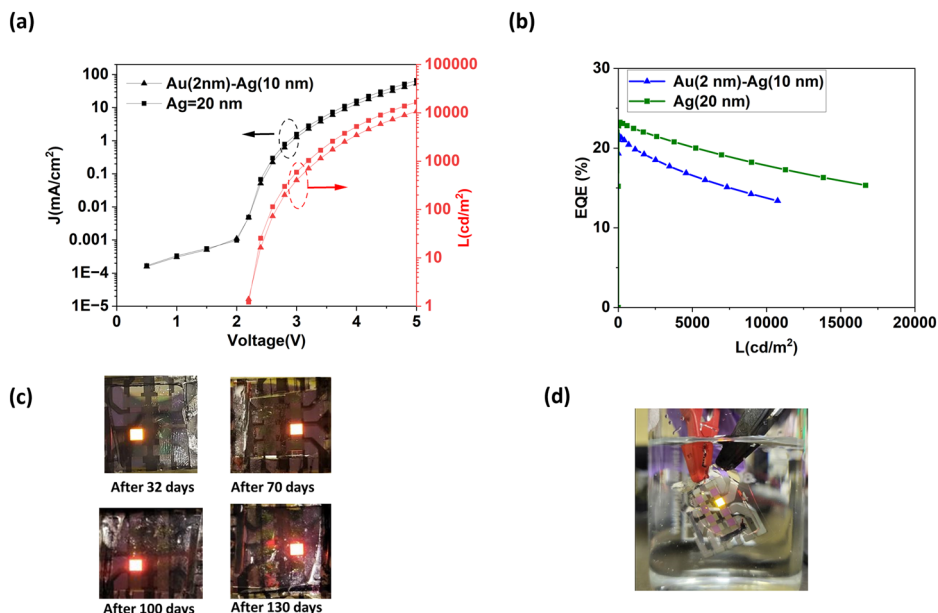 (a)
Au(2nm)-Ag(10 nm)
Ag=20 nm
J(mA/cm²)
100
10
1
0.1
0.01
0.001
1E−4
1E−5
0
1
2
3
4
5
Voltage(V)
100000
10000
1000
100
10
1
L(cd/m²)
(b)
Au(2 nm)-Ag(10 nm)
Ag(20 nm)
EQE (%)
30
20
10
0
0
5000
10000
15000
20000
L(cd/m²)
(c)
After 32 days
After 70 days
After 100 days
After 130 days
(d)